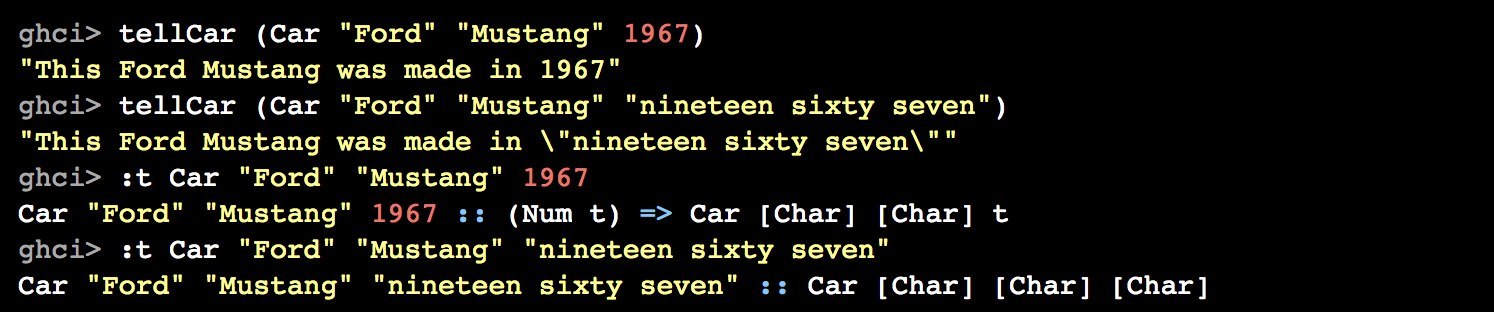 ghci> tellCar (Car "Ford" "Mustang" 1967)
"This Ford Mustang was made in 1967"
ghci> tellCar (Car "Ford" "Mustang" "nineteen sixty seven")
"This Ford Mustang was made in \"nineteen sixty seven\""
ghci> :t Car "Ford" "Mustang" 1967
Car "Ford" "Mustang" 1967 :: (Num t) => Car [Char] [Char] t
ghci> :t Car "Ford" "Mustang" "nineteen sixty seven"
Car "Ford" "Mustang" "nineteen sixty seven" :: Car [Char] [Char] [Char]